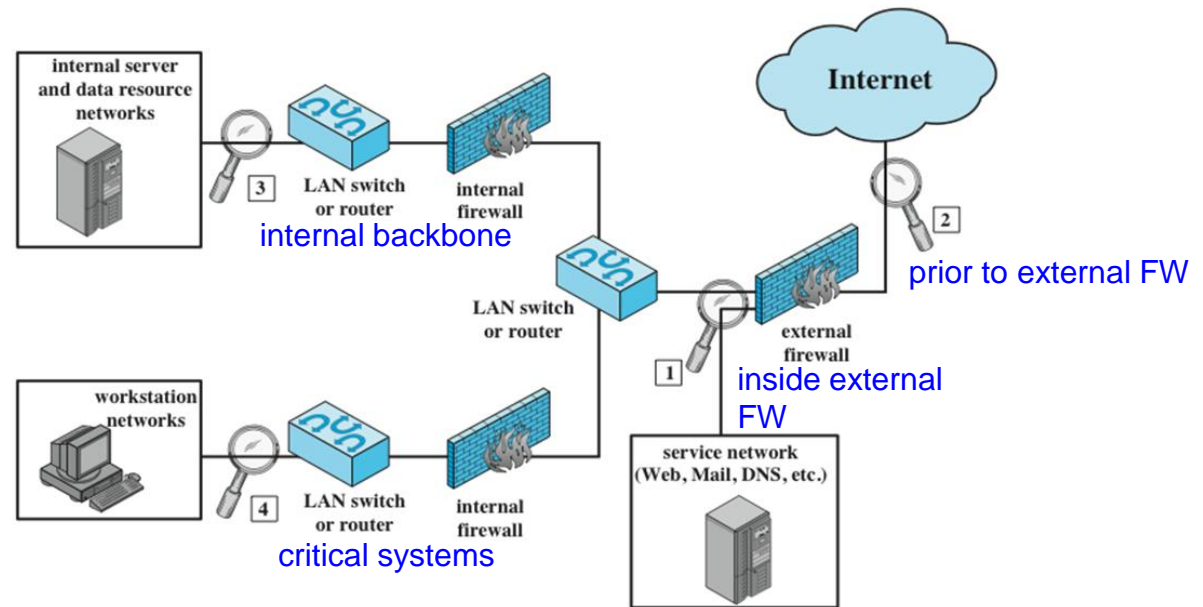 internal server
and data resource
networks
3
LAN switch
or router
internal
firewall
internal backbone
Internet
2
prior to external FW
LAN switch
or router
1
external
firewall
inside external
FW
workstation
networks
4
LAN switch
or router
internal
firewall
critical systems
service network
(Web, Mail, DNS, etc.)